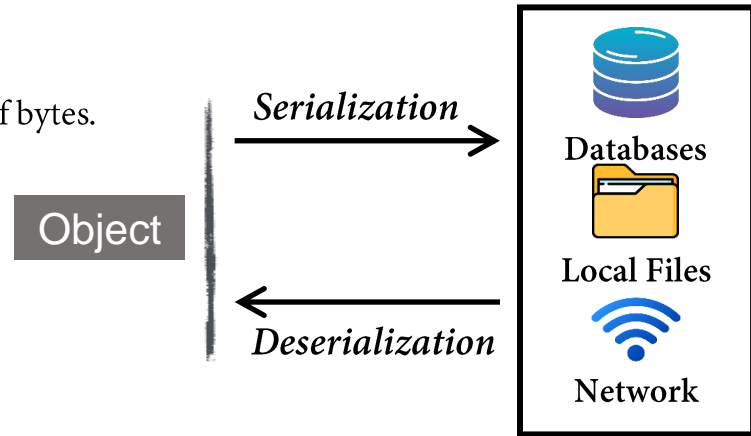 f bytes.
Serialization
Object
Deserialization
Databases
Local Files
Network